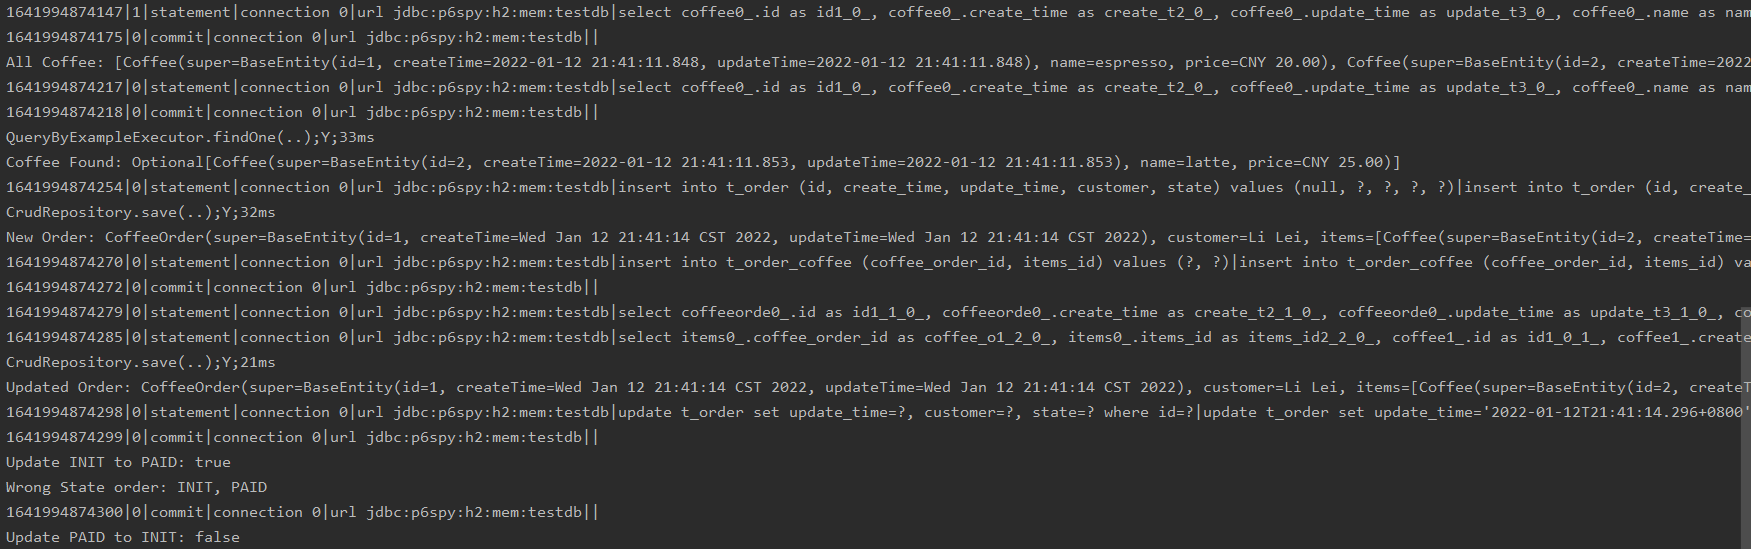 1641994874147|1|statement|connection 0|url jdbc:p6spy:h2:mem:testdb|select coffee0_.id as id1_0_, coffee0_.create_time as create_t2_0_, coffee0_.update_time as update_t3_0_, coffee0_.name as nam
1641994874175|0|commit|connection 0|url jdbc:p6spy:h2:mem:testdb||
All Coffee: [Coffee(super=BaseEntity(id=1, createTime=2022-01-12 21:41:11.848, updateTime=2022-01-12 21:41:11.848), name=espresso, price=CNY 20.00), Coffee(super=BaseEntity(id=2, createTime=2022
1641994874217|0|statement|connection 0|url jdbc:p6spy:h2:mem:testdb|select coffee0_.id as id1_0_, coffee0_.create_time as create_t2_0_, coffee0_.update_time as update_t3_0_, coffee0_.name as nam
1641994874218|0|commit|connection 0|url jdbc:p6spy:h2:mem:testdb||
QueryByExampleExecutor.findOne(..);Y;33ms
Coffee Found: Optional[Coffee(super=BaseEntity(id=2, createTime=2022-01-12 21:41:11.853, updateTime=2022-01-12 21:41:11.853), name=latte, price=CNY 25.00)]
1641994874254|0|statement|connection 0|url jdbc:p6spy:h2:mem:testdb|insert into t_order (id, create_time, update_time, customer, state) values (null, ?, ?, ?, ?)|insert into t_order (id, create_
CrudRepository.save(..);Y;32ms
New Order: CoffeeOrder(super=BaseEntity(id=1, createTime=Wed Jan 12 21:41:14 CST 2022, updateTime=Wed Jan 12 21:41:14 CST 2022), customer=Li Lei, items=[Coffee(super=BaseEntity(id=2, createTime=
1641994874270|0|statement|connection 0|url jdbc:p6spy:h2:mem:testdb|insert into t_order_coffee (coffee_order_id, items_id) values (?, ?)|insert into t_order_coffee (coffee_order_id, items_id) va
1641994874272|0|commit|connection 0|url jdbc:p6spy:h2:mem:testdb||
1641994874279|0|statement|connection 0|url jdbc:p6spy:h2:mem:testdb|select coffeeorde0_.id as id1_1_0_, coffeeorde0_.create_time as create_t2_1_0_, coffeeorde0_.update_time as update_t3_1_0_, co
1641994874285|0|statement|connection 0|url jdbc:p6spy:h2:mem:testdb|select items0_.coffee_order_id as coffee_o1_2_0_, items0_.items_id as items_id2_2_0_, coffee1_.id as id1_0_1_, coffee1_.create
CrudRepository.save(..);Y;21ms
Updated Order: CoffeeOrder(super=BaseEntity(id=1, createTime=Wed Jan 12 21:41:14 CST 2022, updateTime=Wed Jan 12 21:41:14 CST 2022), customer=Li Lei, items=[Coffee(super=BaseEntity(id=2, createT
1641994874298|0|statement|connection 0|url jdbc:p6spy:h2:mem:testdb|update t_order set update_time=?, customer=?, state=? where id=?|update t_order set update_time='2022-01-12T21:41:14.296+0800'
1641994874299|0|commit|connection 0|url jdbc:p6spy:h2:mem:testdb||
Update INIT to PAID: true
Wrong State order: INIT, PAID
1641994874300|0|commit|connection 0|url jdbc:p6spy:h2:mem:testdb||
Update PAID to INIT: false